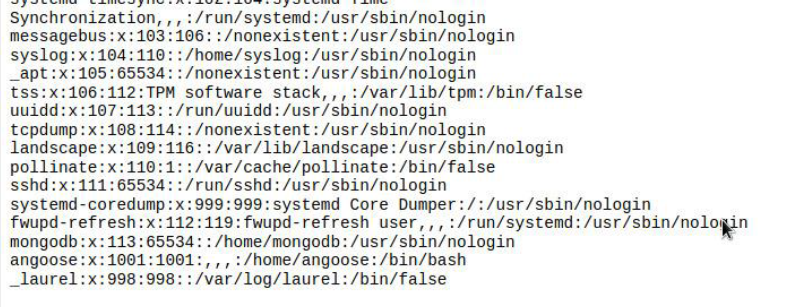 systemd-timesync:x:102:104:systemd Time
Synchronization,,,:/run/systemd:/usr/sbin/nologin
messagebus:x:103:106::/nonexistent:/usr/sbin/nologin
syslog:x:104:110::/home/syslog:/usr/sbin/nologin
_apt:x:105:65534::/nonexistent:/usr/sbin/nologin
tss:x:106:112:TPM software stack,,,:/var/lib/tpm:/bin/false
uuidd:x:107:113::/run/uuidd:/usr/sbin/nologin
tcpdump:x:108:114::/nonexistent:/usr/sbin/nologin
landscape:x:109:116::/var/lib/landscape:/usr/sbin/nologin
pollinate:x:110:1::/var/cache/pollinate:/bin/false
sshd:x:111:65534::/run/sshd:/usr/sbin/nologin
systemd-coredump:x:999:999:systemd Core Dumper:/:/usr/sbin/nologin
fwupd-refresh:x:112:119:fwupd-refresh user,,,:/run/systemd:/usr/sbin/nologin
mongodb:x:113:65534::/home/mongodb:/usr/sbin/nologin
angoose:x:1001:1001:,,,:/home/angoose:/bin/bash
_laurel:x:998:998::/var/log/laurel:/bin/false